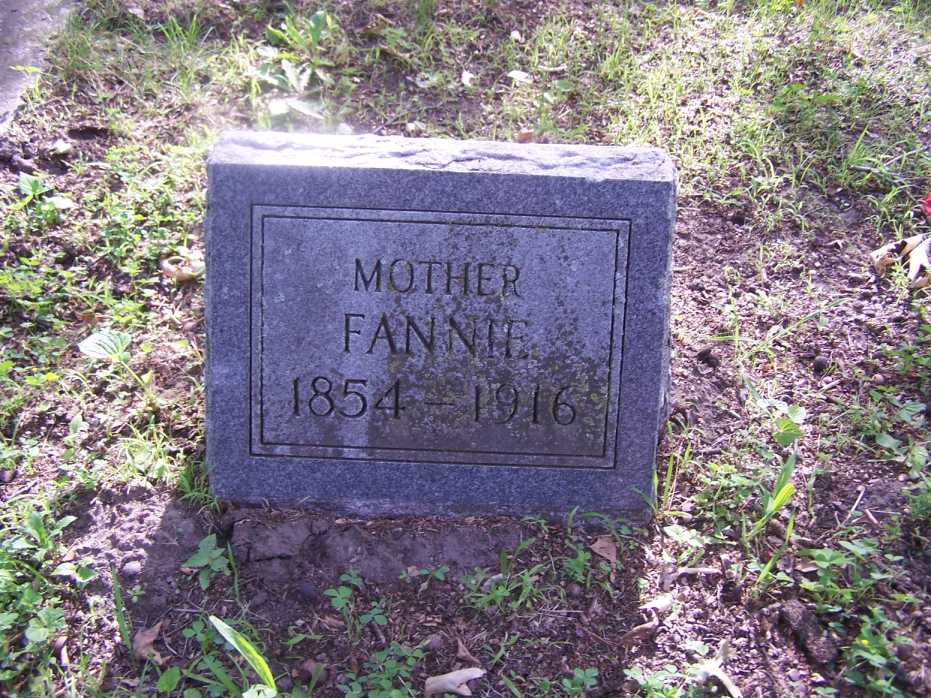 MOTHER
FANNIE
1854 - 1916